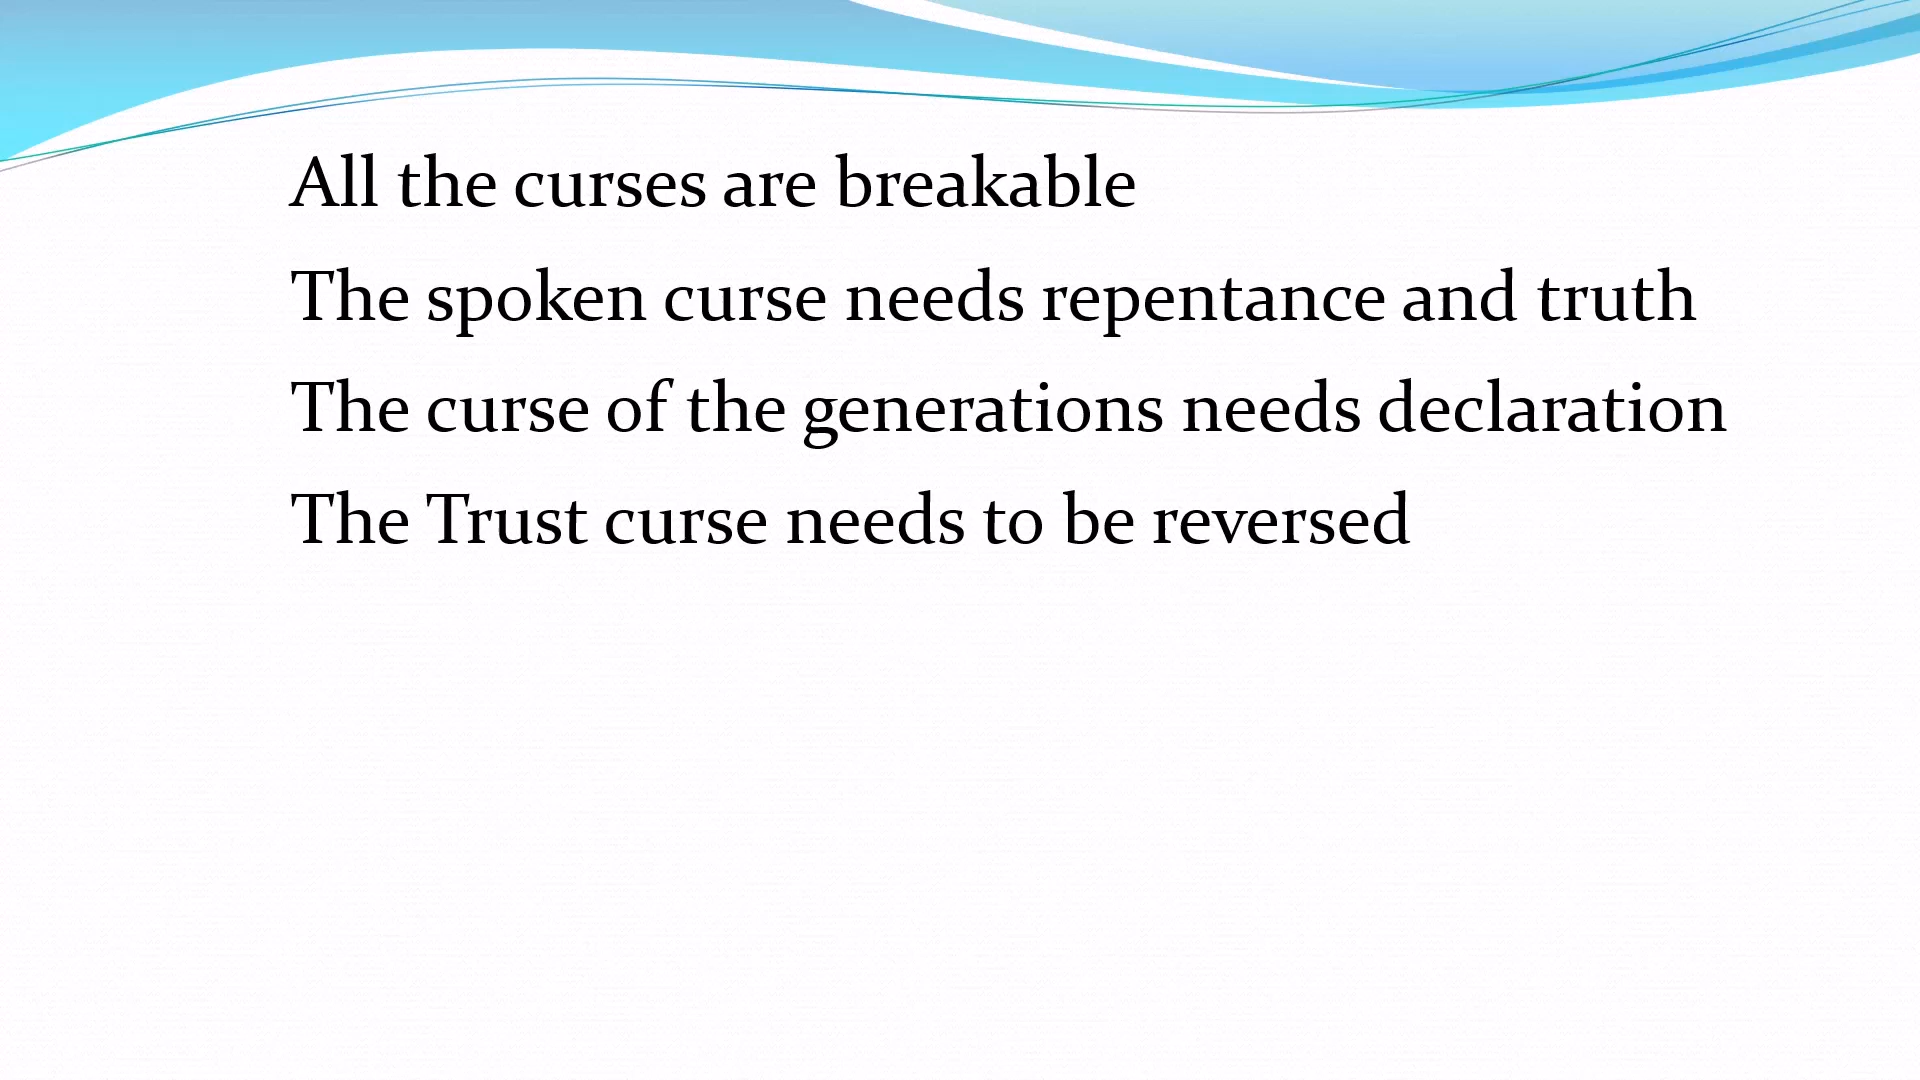 All the curses are breakable
The spoken curse needs repentance and truth
The curse of the generations needs declaration
The Trust curse needs to be reversed